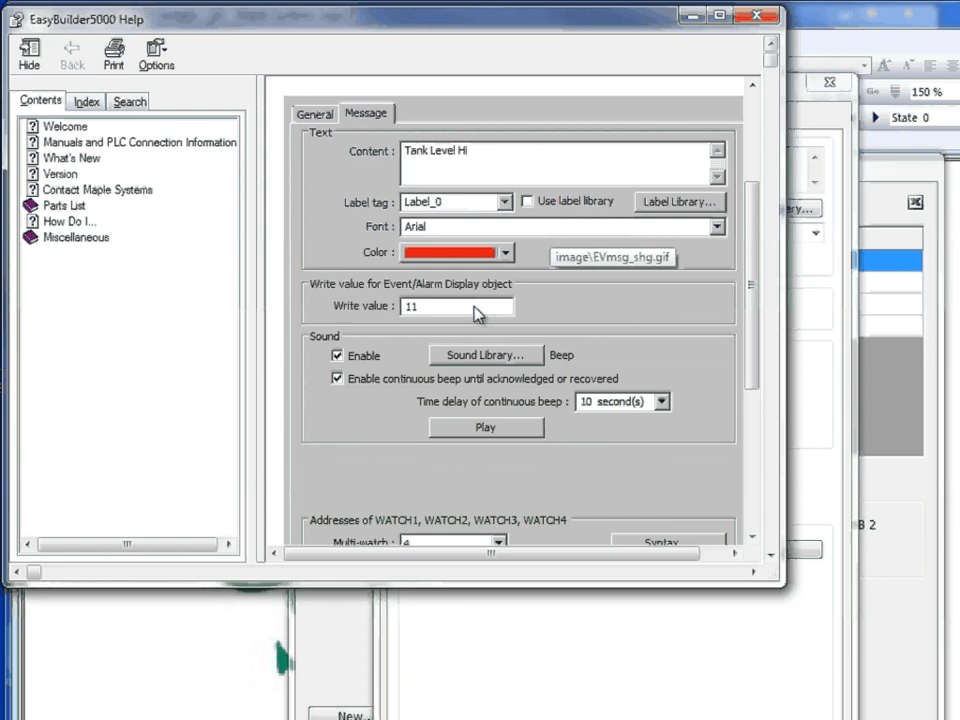 EasyBuilder5000 Help
Hide Back Print Options
Contents Index Search
Welcome
Manuals and PLC Connection Information
What's New
Version
Contact Maple Systems
Parts List
How Do I...
Miscellaneous
General Message
Text
Content : Tank Level HI
Label tag : Label_0 Use label library Label Library...
Font : Arial
Color :
image\EVmsg_shg.gif
Write value for Event/Alarm Display object
Write value : 11
Sound
Enable Sound Library... Beep
Enable continuous beep until acknowledged or recovered
Time delay of continuous beep : 10 second(s)
Play
Addresses of WATCH1, WATCH2, WATCH3, WATCH4
Multi-watch : 4 Syntax
150 %
State 0
B 2
New...